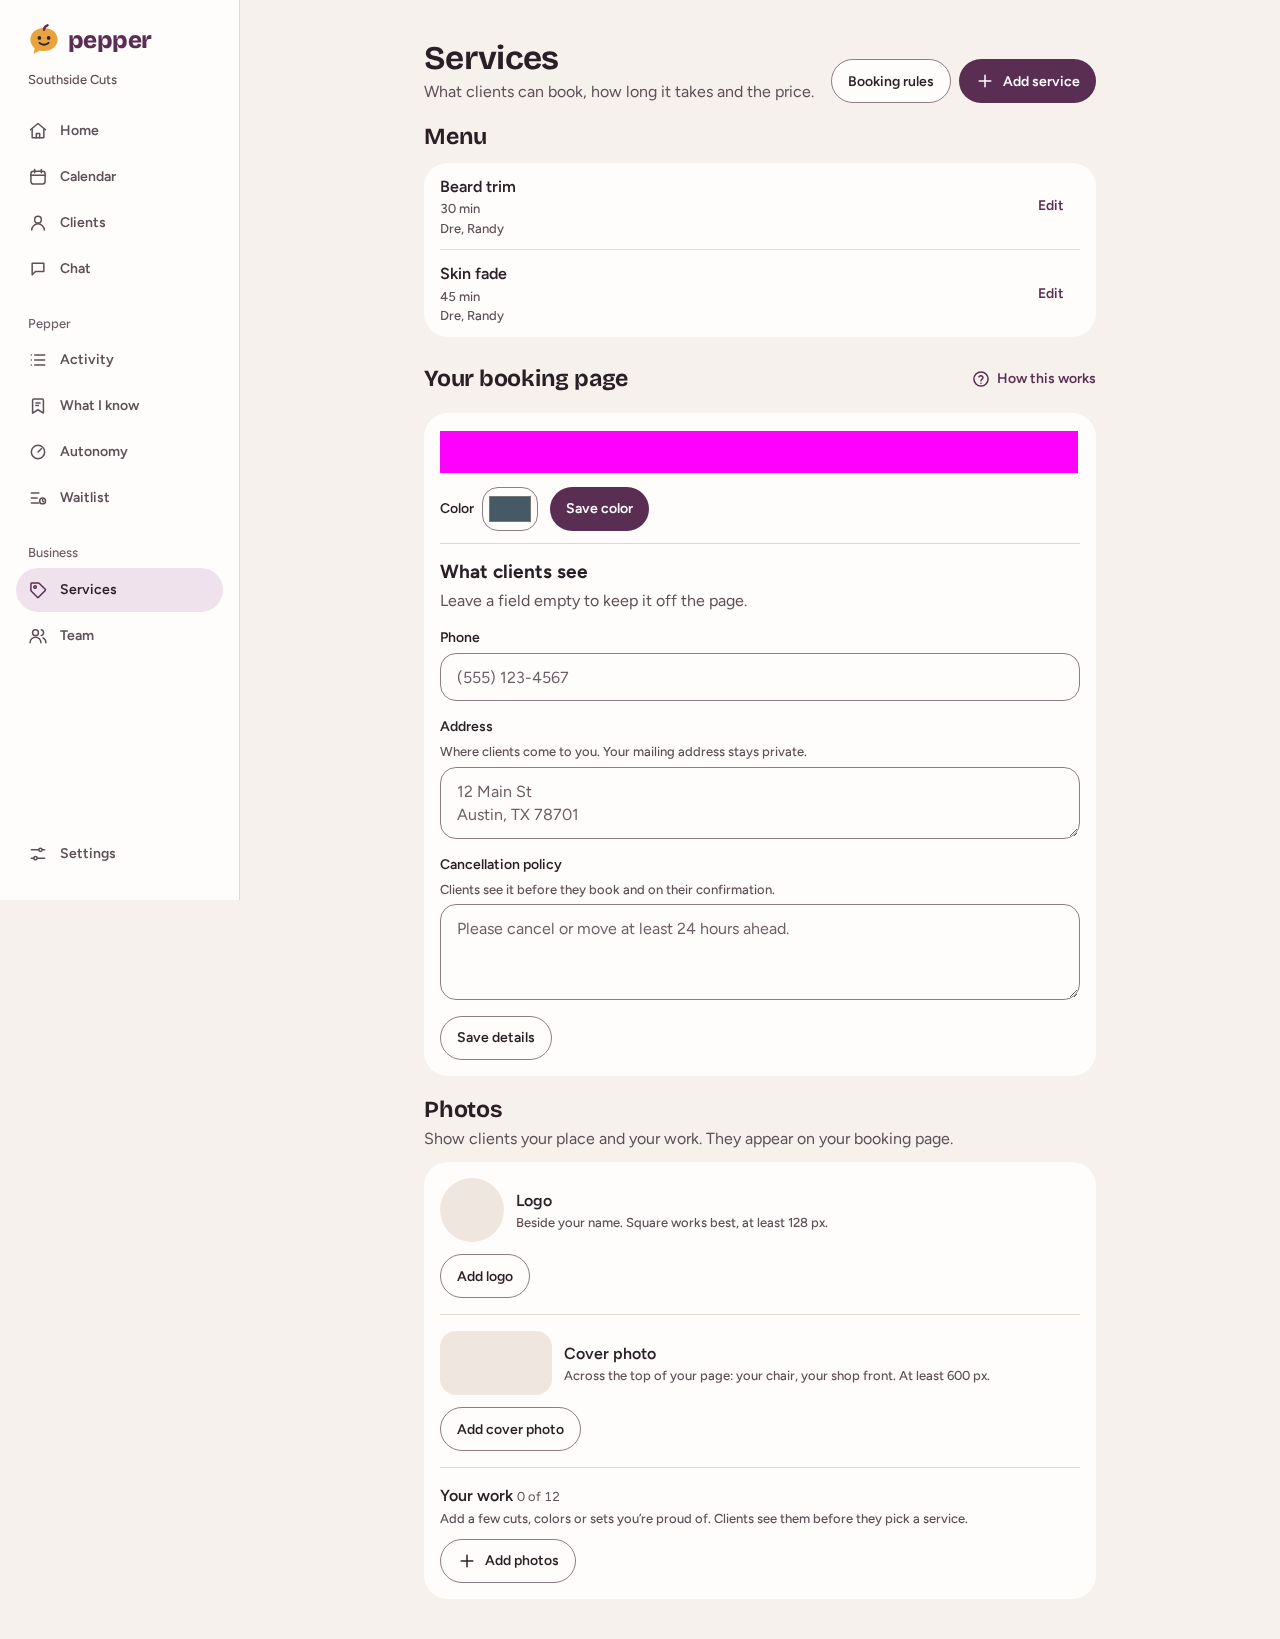 pepper
Southside Cuts
Home
Calendar
Clients
Chat
Pepper
Activity
What I know
Autonomy
Waitlist
Business
Services
Team
Settings
Services
What clients can book, how long it takes and the price.
Booking rules
Add service
Menu
Beard trim
30 min
Dre, Randy
Edit
Skin fade
45 min
Dre, Randy
Edit
Your booking page
How this works
Color
Save color
What clients see
Leave a field empty to keep it off the page.
Phone
(555) 123-4567
Address
Where clients come to you. Your mailing address stays private.
12 Main St
Austin, TX 78701
Cancellation policy
Clients see it before they book and on their confirmation.
Please cancel or move at least 24 hours ahead.
Save details
Photos
Show clients your place and your work. They appear on your booking page.
Logo
Beside your name. Square works best, at least 128 px.
Add logo
Cover photo
Across the top of your page: your chair, your shop front. At least 600 px.
Add cover photo
Your work 0 of 12
Add a few cuts, colors or sets you’re proud of. Clients see them before they pick a service.
Add photos